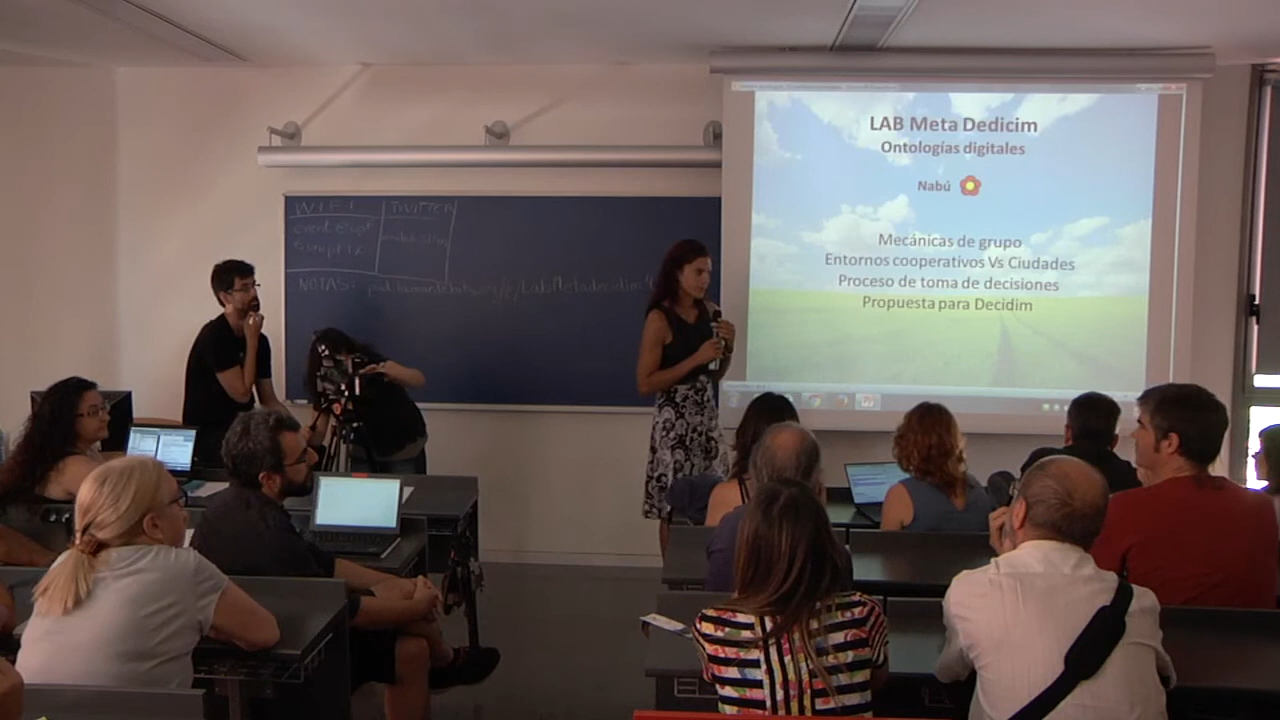 WIFI
TWITTER
NOTAS:
LAB Meta Dedicim
Ontologías digitales
Nabú
Mecánicas de grupo
Entornos cooperativos Vs Ciudades
Proceso de toma de decisiones
Propuesta para Decidim